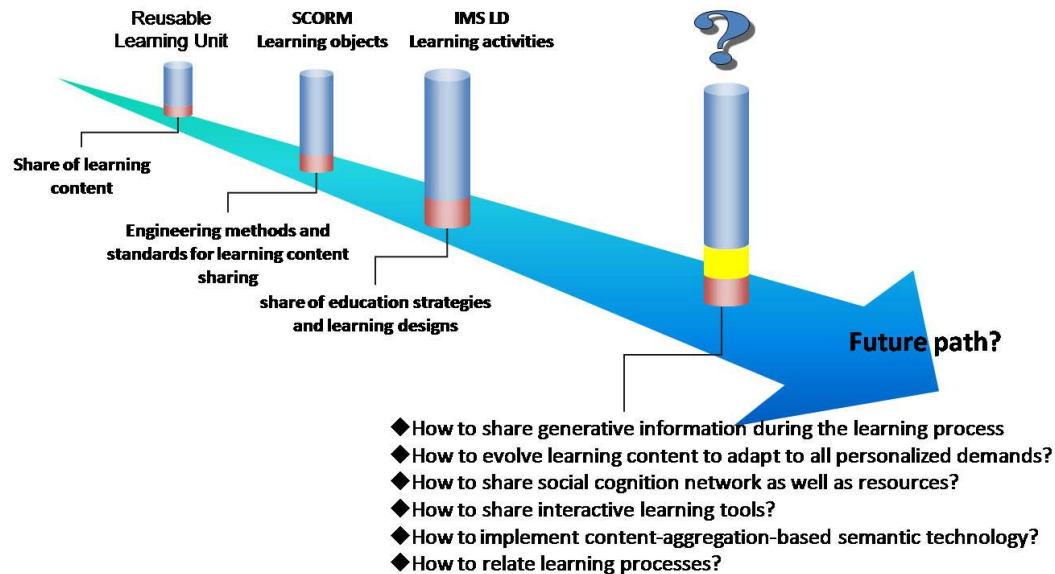 Reusable
Learning Unit
SCORM
Learning objects
IMS LD
Learning activities
?
Share of learning
content
Engineering methods and
standards for learning content
sharing
share of education strategies
and learning designs
Future path?
◆How to share generative information during the learning process
◆How to evolve learning content to adapt to all personalized demands?
◆How to share social cognition network as well as resources?
◆How to share interactive learning tools?
◆How to implement content-aggregation-based semantic technology?
◆How to relate learning processes?